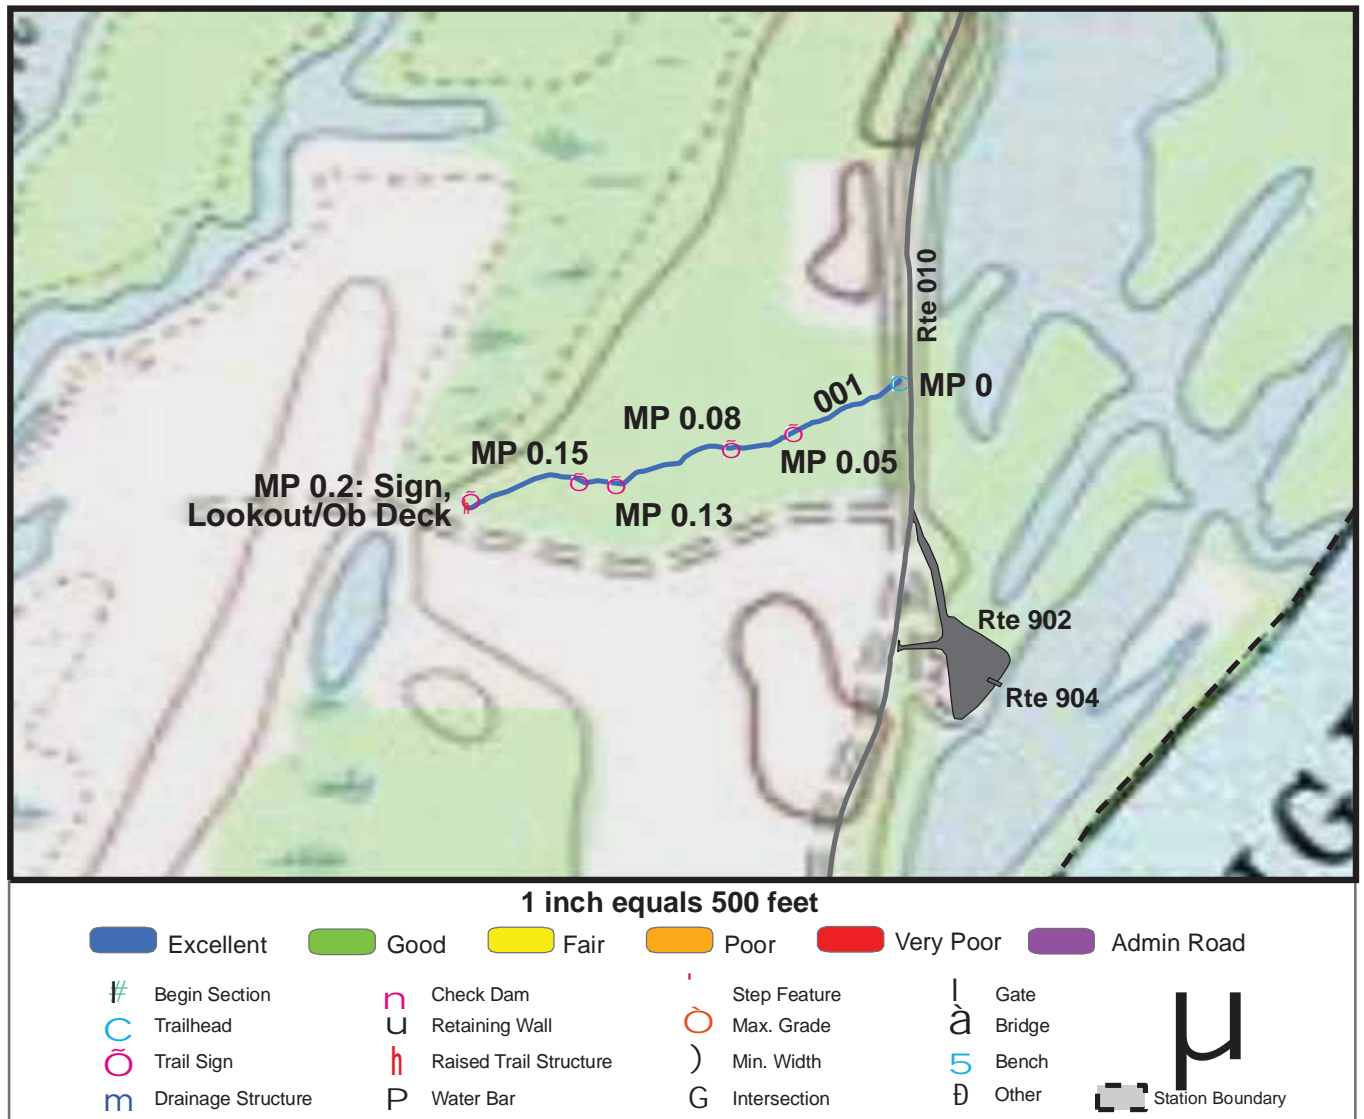 Rte 010
MP 0
001
MP 0.08
MP 0.05
MP 0.15
MP 0.13
MP 0.2: Sign,
Lookout/Ob Deck
Rte 902
Rte 904
1 inch equals 500 feet
Excellent
Good
Fair
Poor
Very Poor
Admin Road
Begin Section
Check Dam
Step Feature
Gate
C Trailhead
u Retaining Wall
Ò Max. Grade
à Bridge
Õ Trail Sign
h Raised Trail Structure
) Min. Width
5 Bench
m Drainage Structure
P Water Bar
G Intersection
Ð Other
Station Boundary
µ